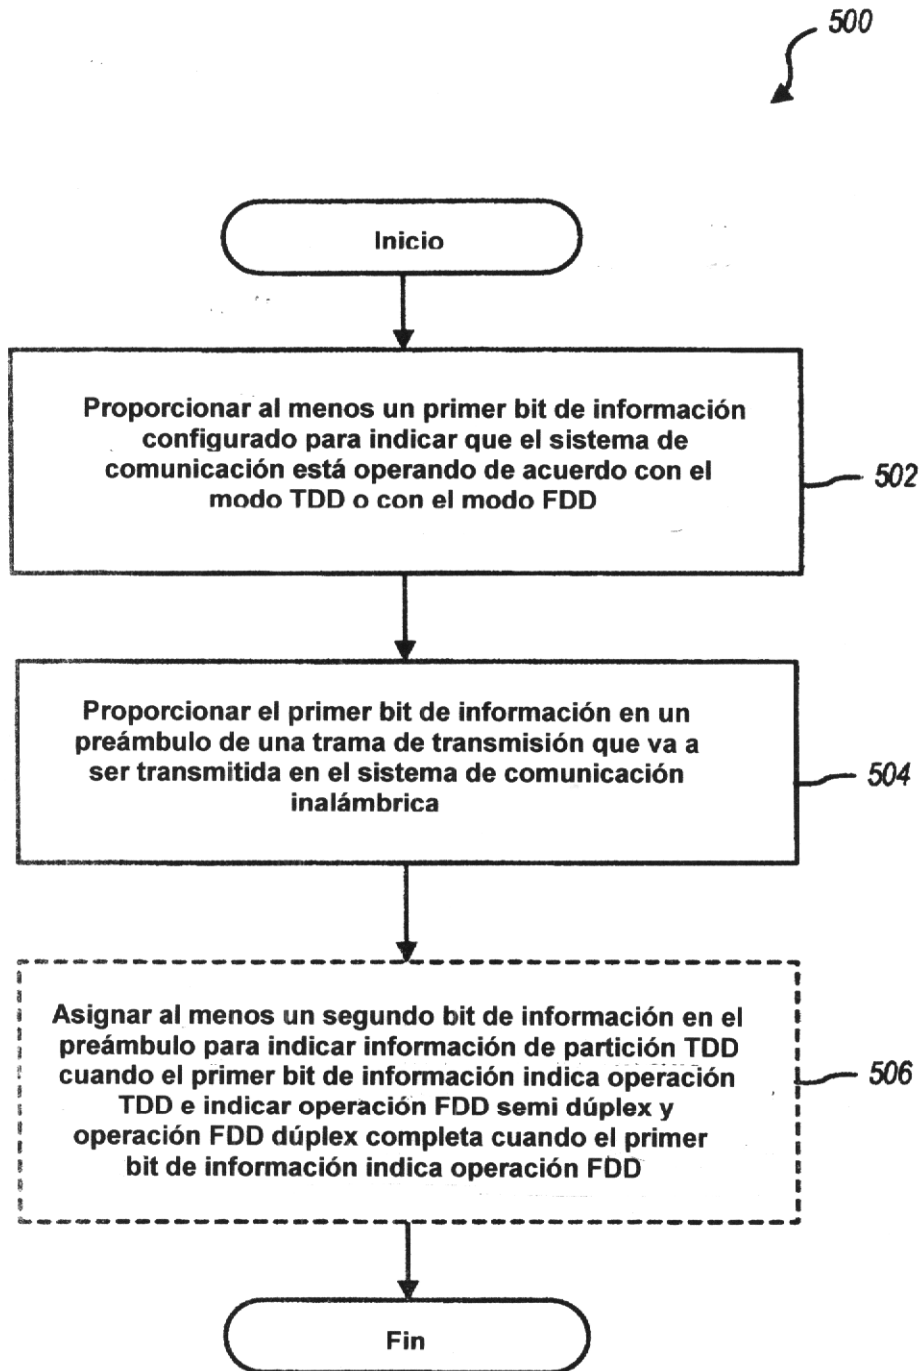 500
Inicio
Proporcionar al menos un primer bit de información
configurado para indicar que el sistema de
comunicación está operando de acuerdo con el
modo TDD o con el modo FDD
502
Proporcionar el primer bit de información en un
preámbulo de una trama de transmisión que va a
ser transmitida en el sistema de comunicación
inalámbrica
504
Asignar al menos un segundo bit de información en el
preámbulo para indicar información de partición TDD
cuando el primer bit de información indica operación
TDD e indicar operación FDD semi dúplex y
operación FDD dúplex completa cuando el primer
bit de información indica operación FDD
506
Fin